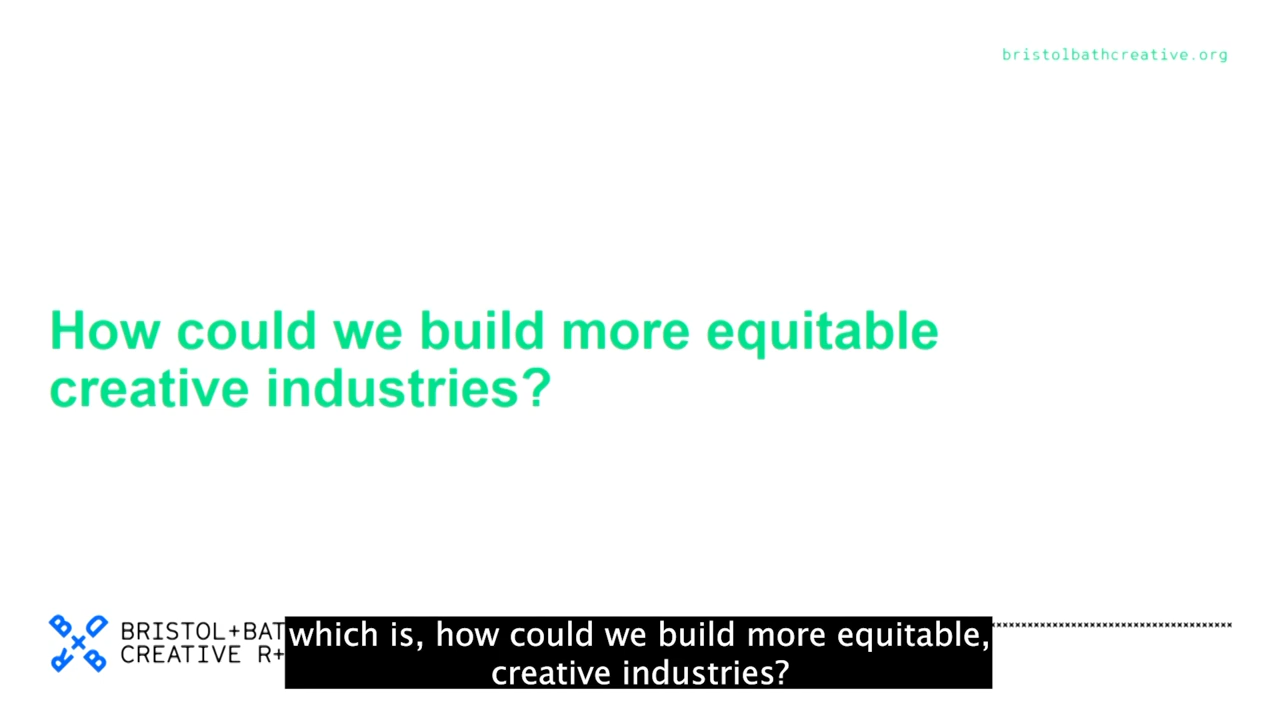 bristolbathcreative.org
How could we build more equitable
creative industries?
BRISTOL+BAT
CREATIVE R+
which is, how could we build more equitable,
creative industries?